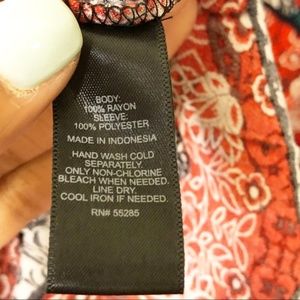 BODY:
100% RAYON
SLEEVE:
100% POLYESTER
MADE IN INDONESIA
HAND WASH COLD
SEPARATELY
ONLY NON-CHLORINE
BLEACH WHEN NEEDED.
LINE DRY.
COOL IRON IF NEEDED.
RN# 55285